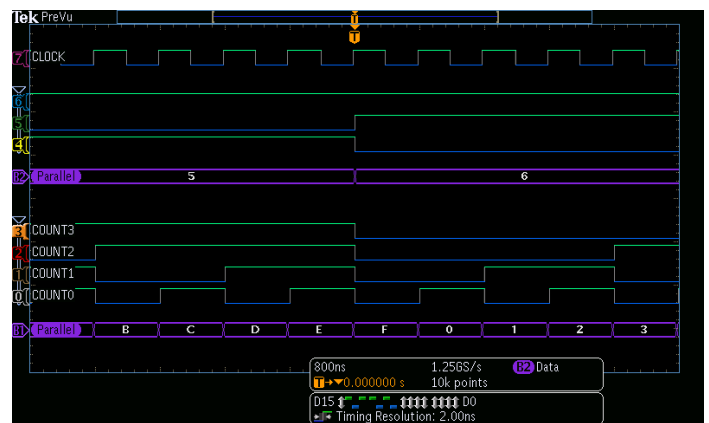 Tek PreVu
T
T
7 CLOCK
6
5
4
B2 Parallel 5 6
3 COUNT3
2 COUNT2
1 COUNT1
0 COUNT0
B1 Parallel B C D E F 0 1 2 3
800ns 1.25GS/s B2 Data
T→▼0.000000 s 10k points
D15 D0
Timing Resolution: 2.00ns